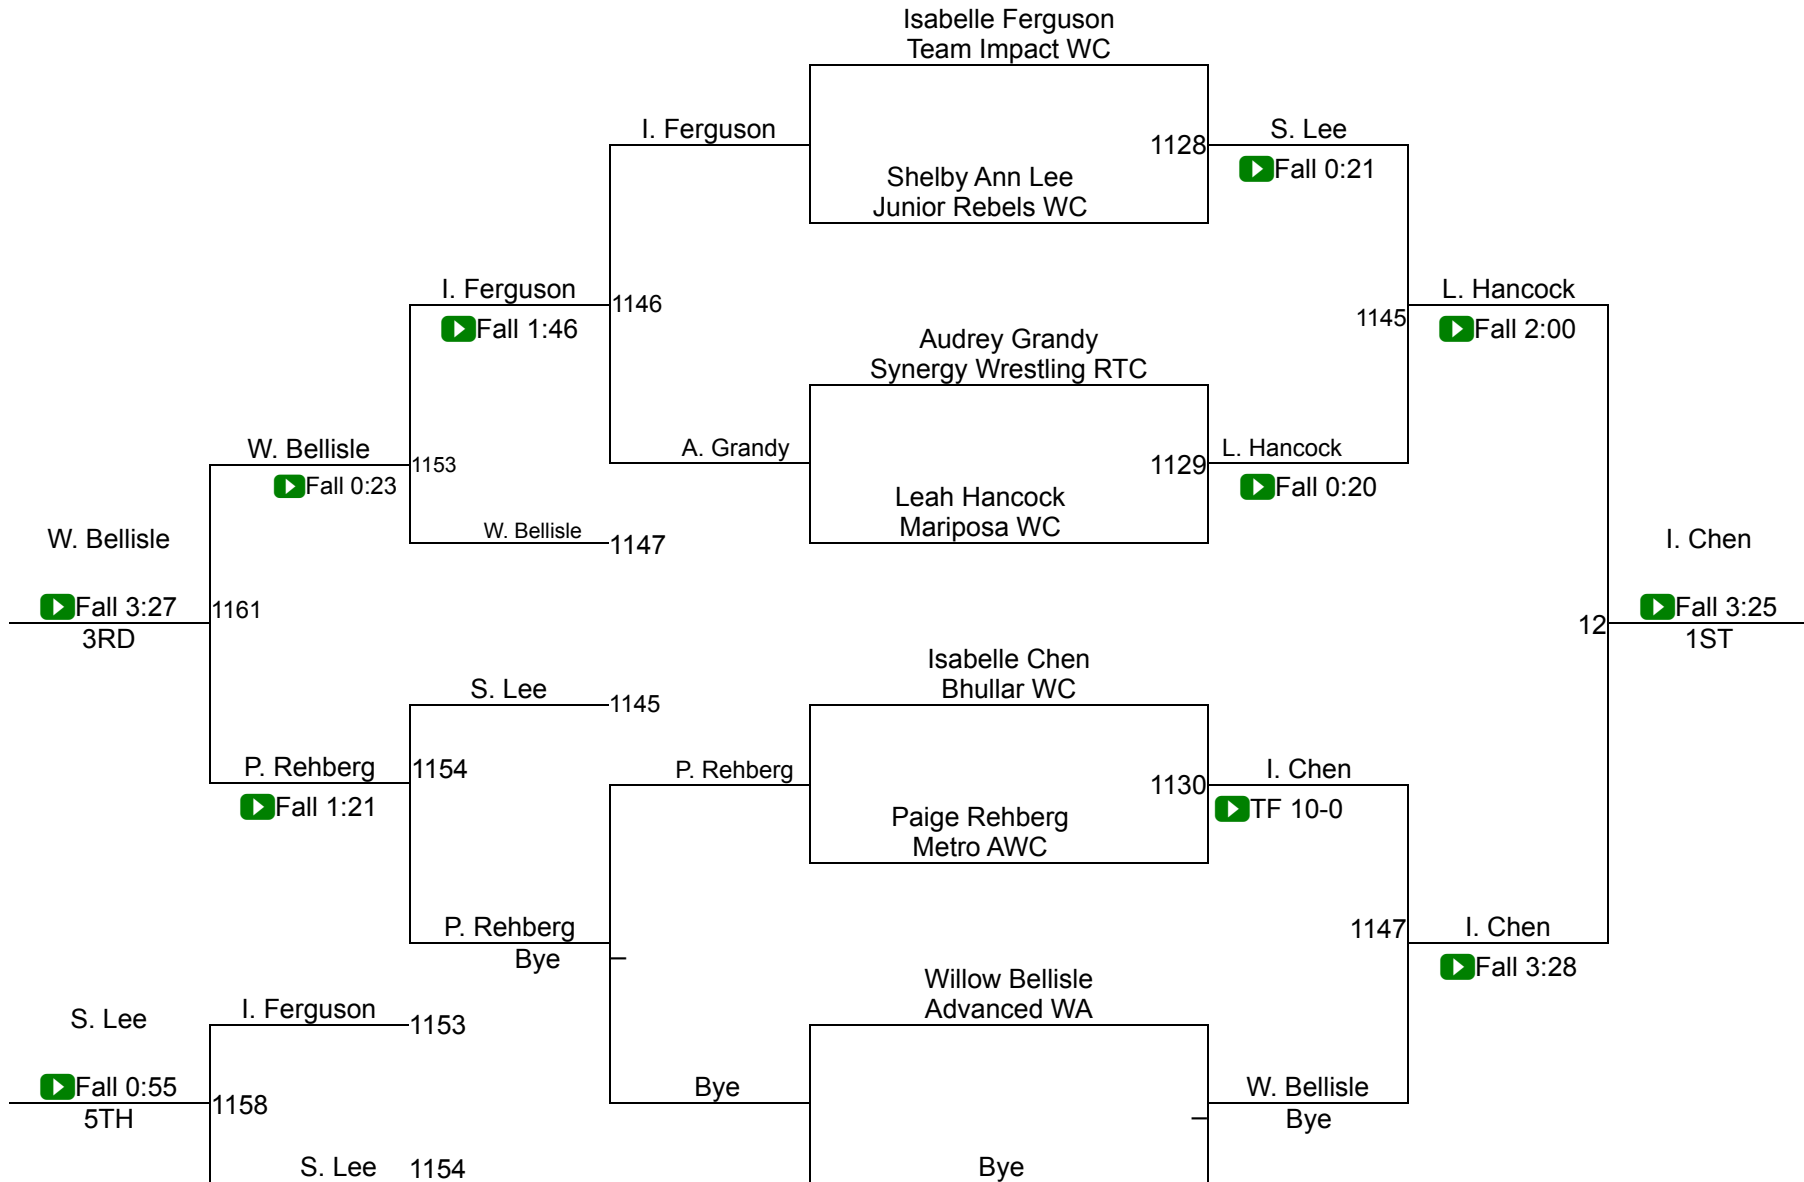 Isabelle Ferguson
Team Impact WC
I. Ferguson
1128
S. Lee
Fall 0:21
Shelby Ann Lee
Junior Rebels WC
I. Ferguson
1146
Fall 1:46
1145
L. Hancock
Fall 2:00
Audrey Grandy
Synergy Wrestling RTC
W. Bellisle
1153
Fall 0:23
A. Grandy
1129
L. Hancock
Fall 0:20
Leah Hancock
Mariposa WC
W. Bellisle
1147
W. Bellisle
Fall 3:27
3RD
1161
I. Chen
12
Fall 3:25
1ST
Isabelle Chen
Bhullar WC
S. Lee
1145
P. Rehberg
1154
Fall 1:21
P. Rehberg
1130
I. Chen
TF 10-0
Paige Rehberg
Metro AWC
P. Rehberg
Bye
1147
I. Chen
Fall 3:28
Willow Bellisle
Advanced WA
S. Lee
I. Ferguson
1153
Fall 0:55
5TH
1158
Bye
W. Bellisle
Bye
S. Lee
1154
Bye